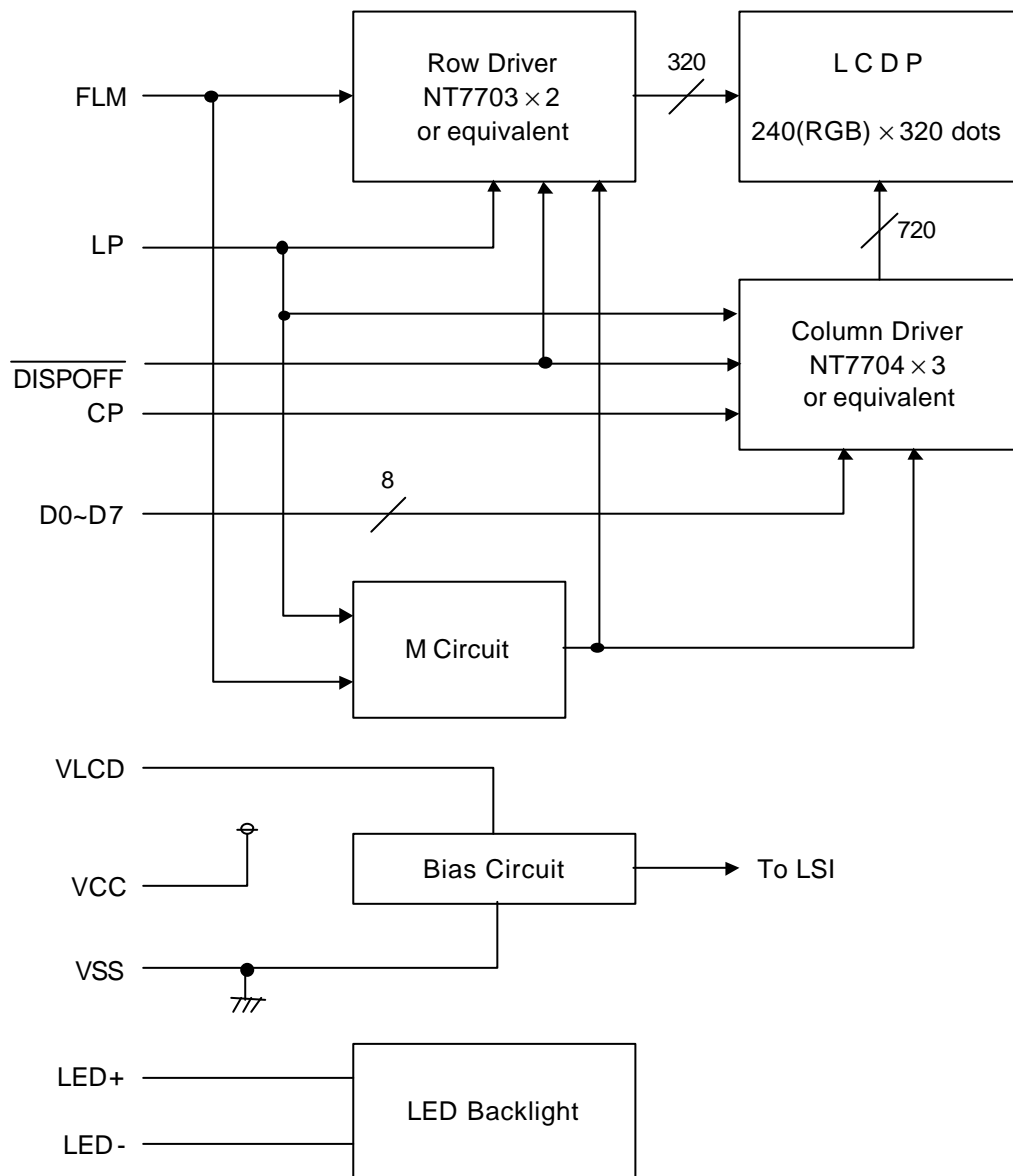 FLM
Row Driver
NT7703 × 2
or equivalent
320
L C D P
240(RGB) × 320 dots
LP
720
DISPOFF
CP
Column Driver
NT7704 × 3
or equivalent
D0~D7
8
M Circuit
VLCD
VCC
Bias Circuit
To LSI
VSS
LED+
LED-
LED Backlight